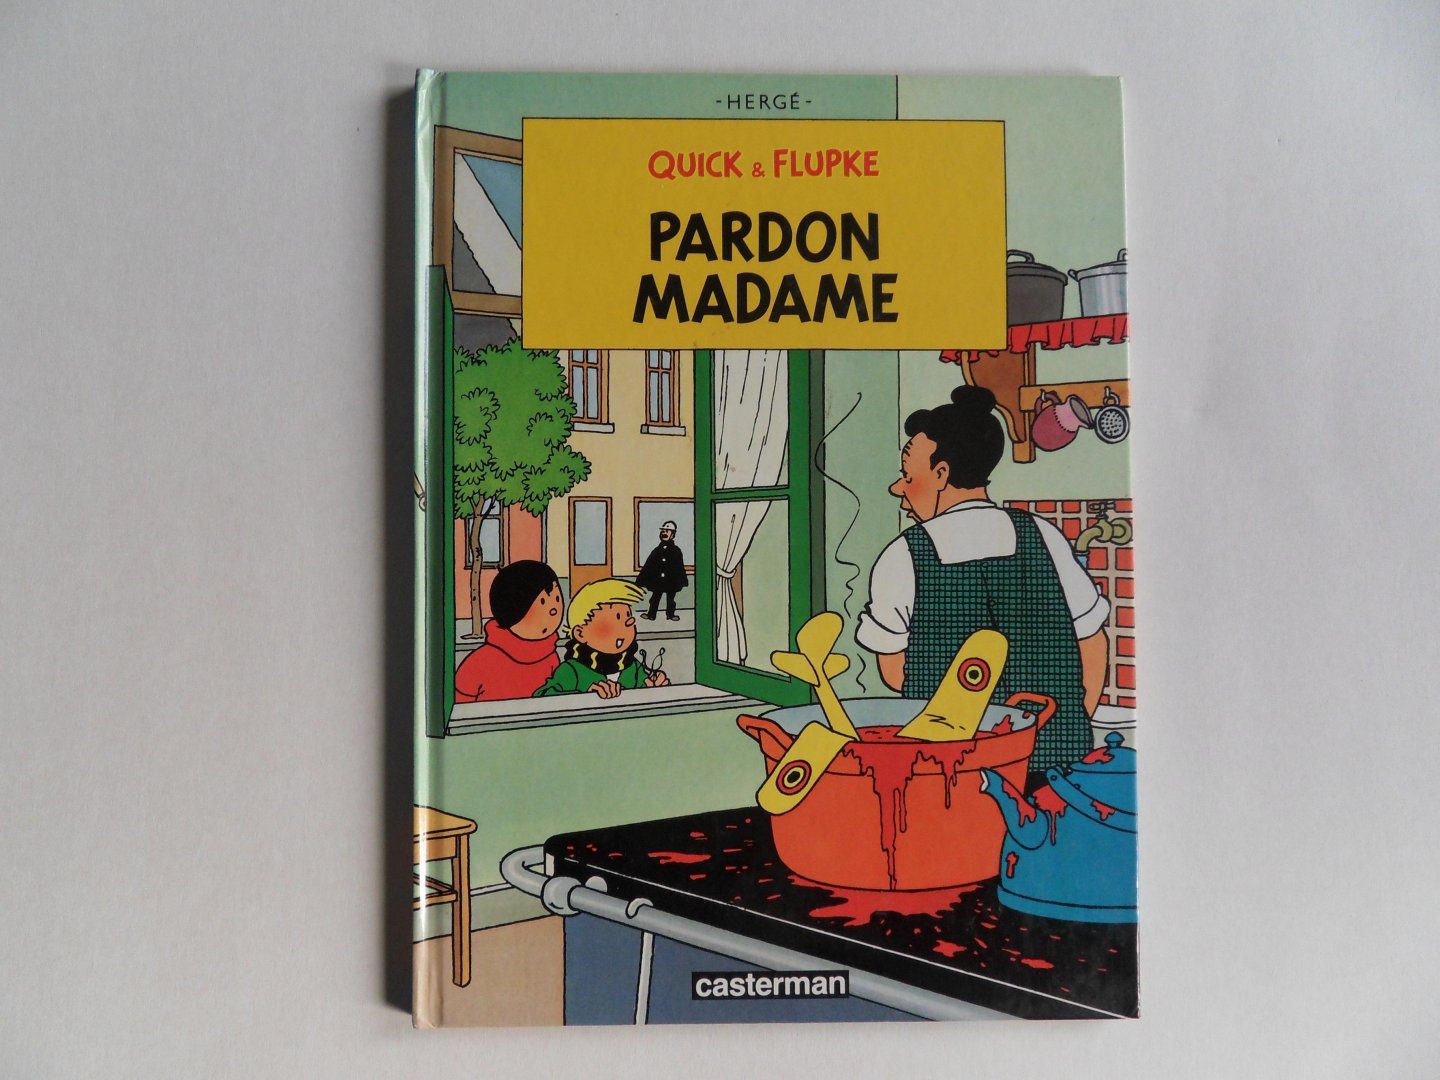 -HERGÉ-
QUICK & FLUPKE
PARDON
MADAME
casterman